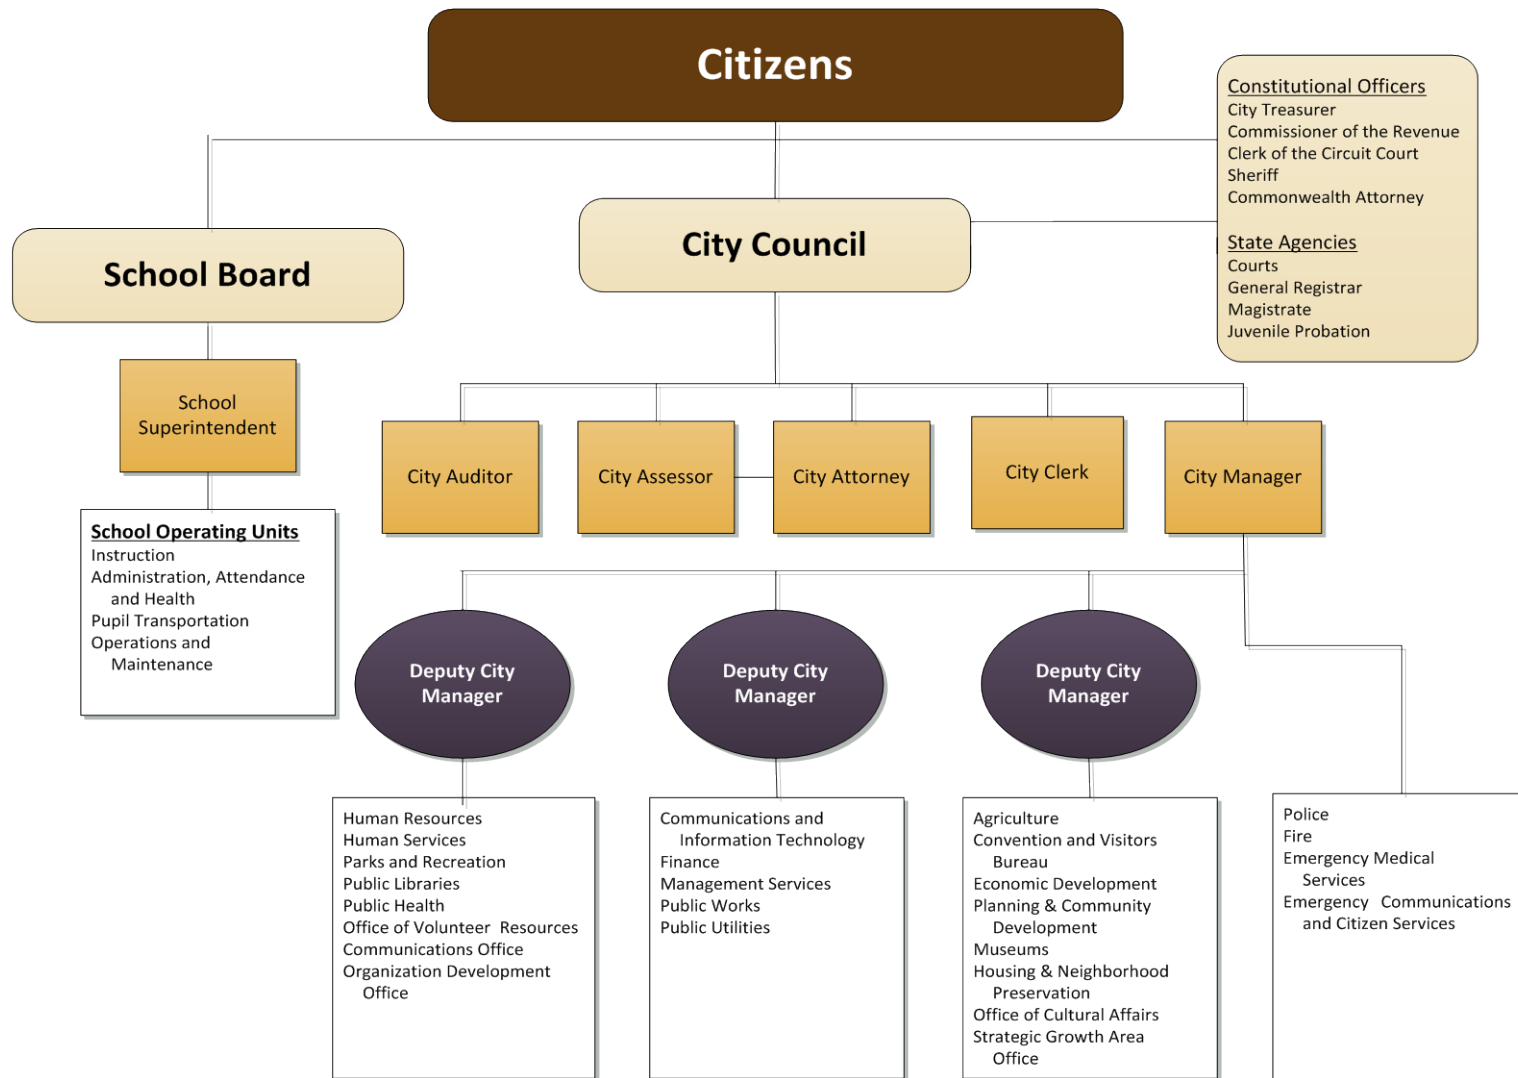 Citizens
Constitutional Officers
City Treasurer
Commissioner of the Revenue
Clerk of the Circuit Court
Sheriff
Commonwealth Attorney
State Agencies
Courts
General Registrar
Magistrate
Juvenile Probation
School Board
City Council
School
Superintendent
City Auditor
City Assessor
City Attorney
City Clerk
City Manager
School Operating Units
Instruction
Administration, Attendance
and Health
Pupil Transportation
Operations and
Maintenance
Deputy City
Manager
Deputy City
Manager
Deputy City
Manager
Human Resources
Human Services
Parks and Recreation
Public Libraries
Public Health
Office of Volunteer Resources
Communications Office
Organization Development
Office
Communications and
Information Technology
Finance
Management Services
Public Works
Public Utilities
Agriculture
Convention and Visitors
Bureau
Economic Development
Planning & Community
Development
Museums
Housing & Neighborhood
Preservation
Office of Cultural Affairs
Strategic Growth Area
Office
Police
Fire
Emergency Medical
Services
Emergency Communications
and Citizen Services